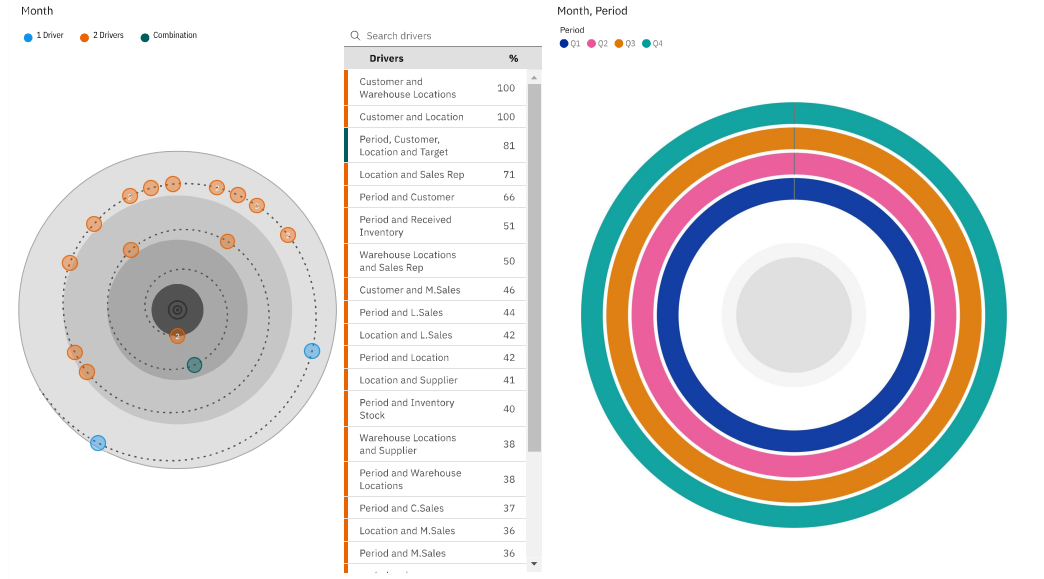 Month
1 Driver
2 Drivers
Combination
Search drivers
Drivers %
Customer and
Warehouse Locations 100
Customer and Location 100
Period, Customer,
Location and Target 81
Location and Sales Rep 71
Period and Customer 66
Period and Received
Inventory 51
Warehouse Locations
and Sales Rep 50
Customer and M.Sales 46
Period and L.Sales 44
Location and L.Sales 42
Period and Location 42
Location and Supplier 41
Period and Inventory
Stock 40
Warehouse Locations
and Supplier 38
Period and Warehouse
Locations 38
Period and C.Sales 37
Location and M.Sales 36
Period and M.Sales 36
2
Month, Period
Period
Q1 Q2 Q3 Q4